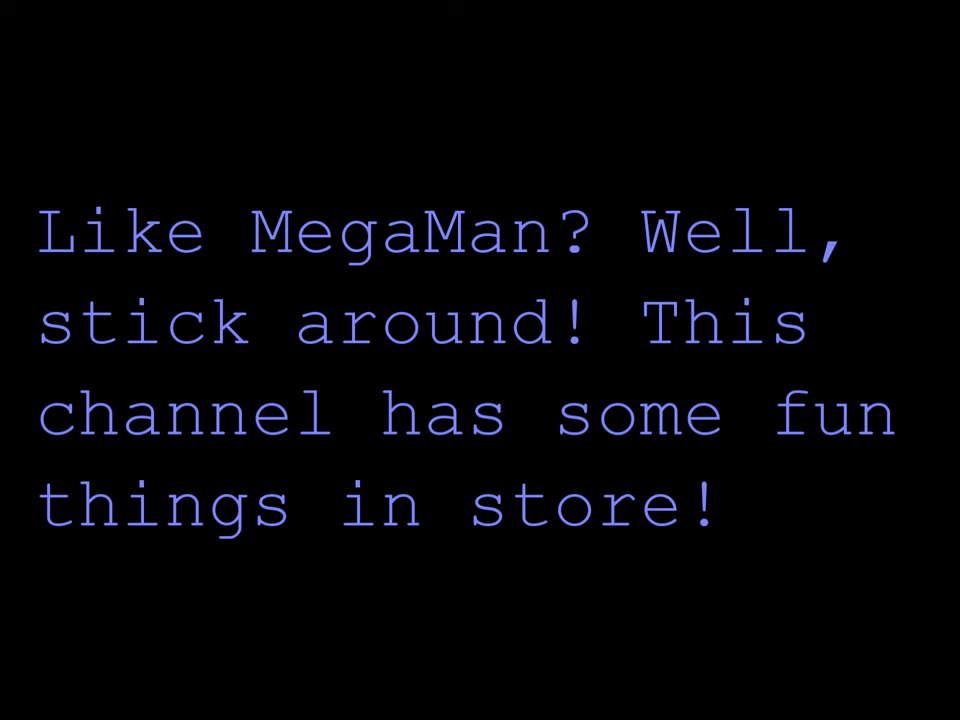 Like MegaMan? Well,
stick around! This
channel has some fun
things in store!